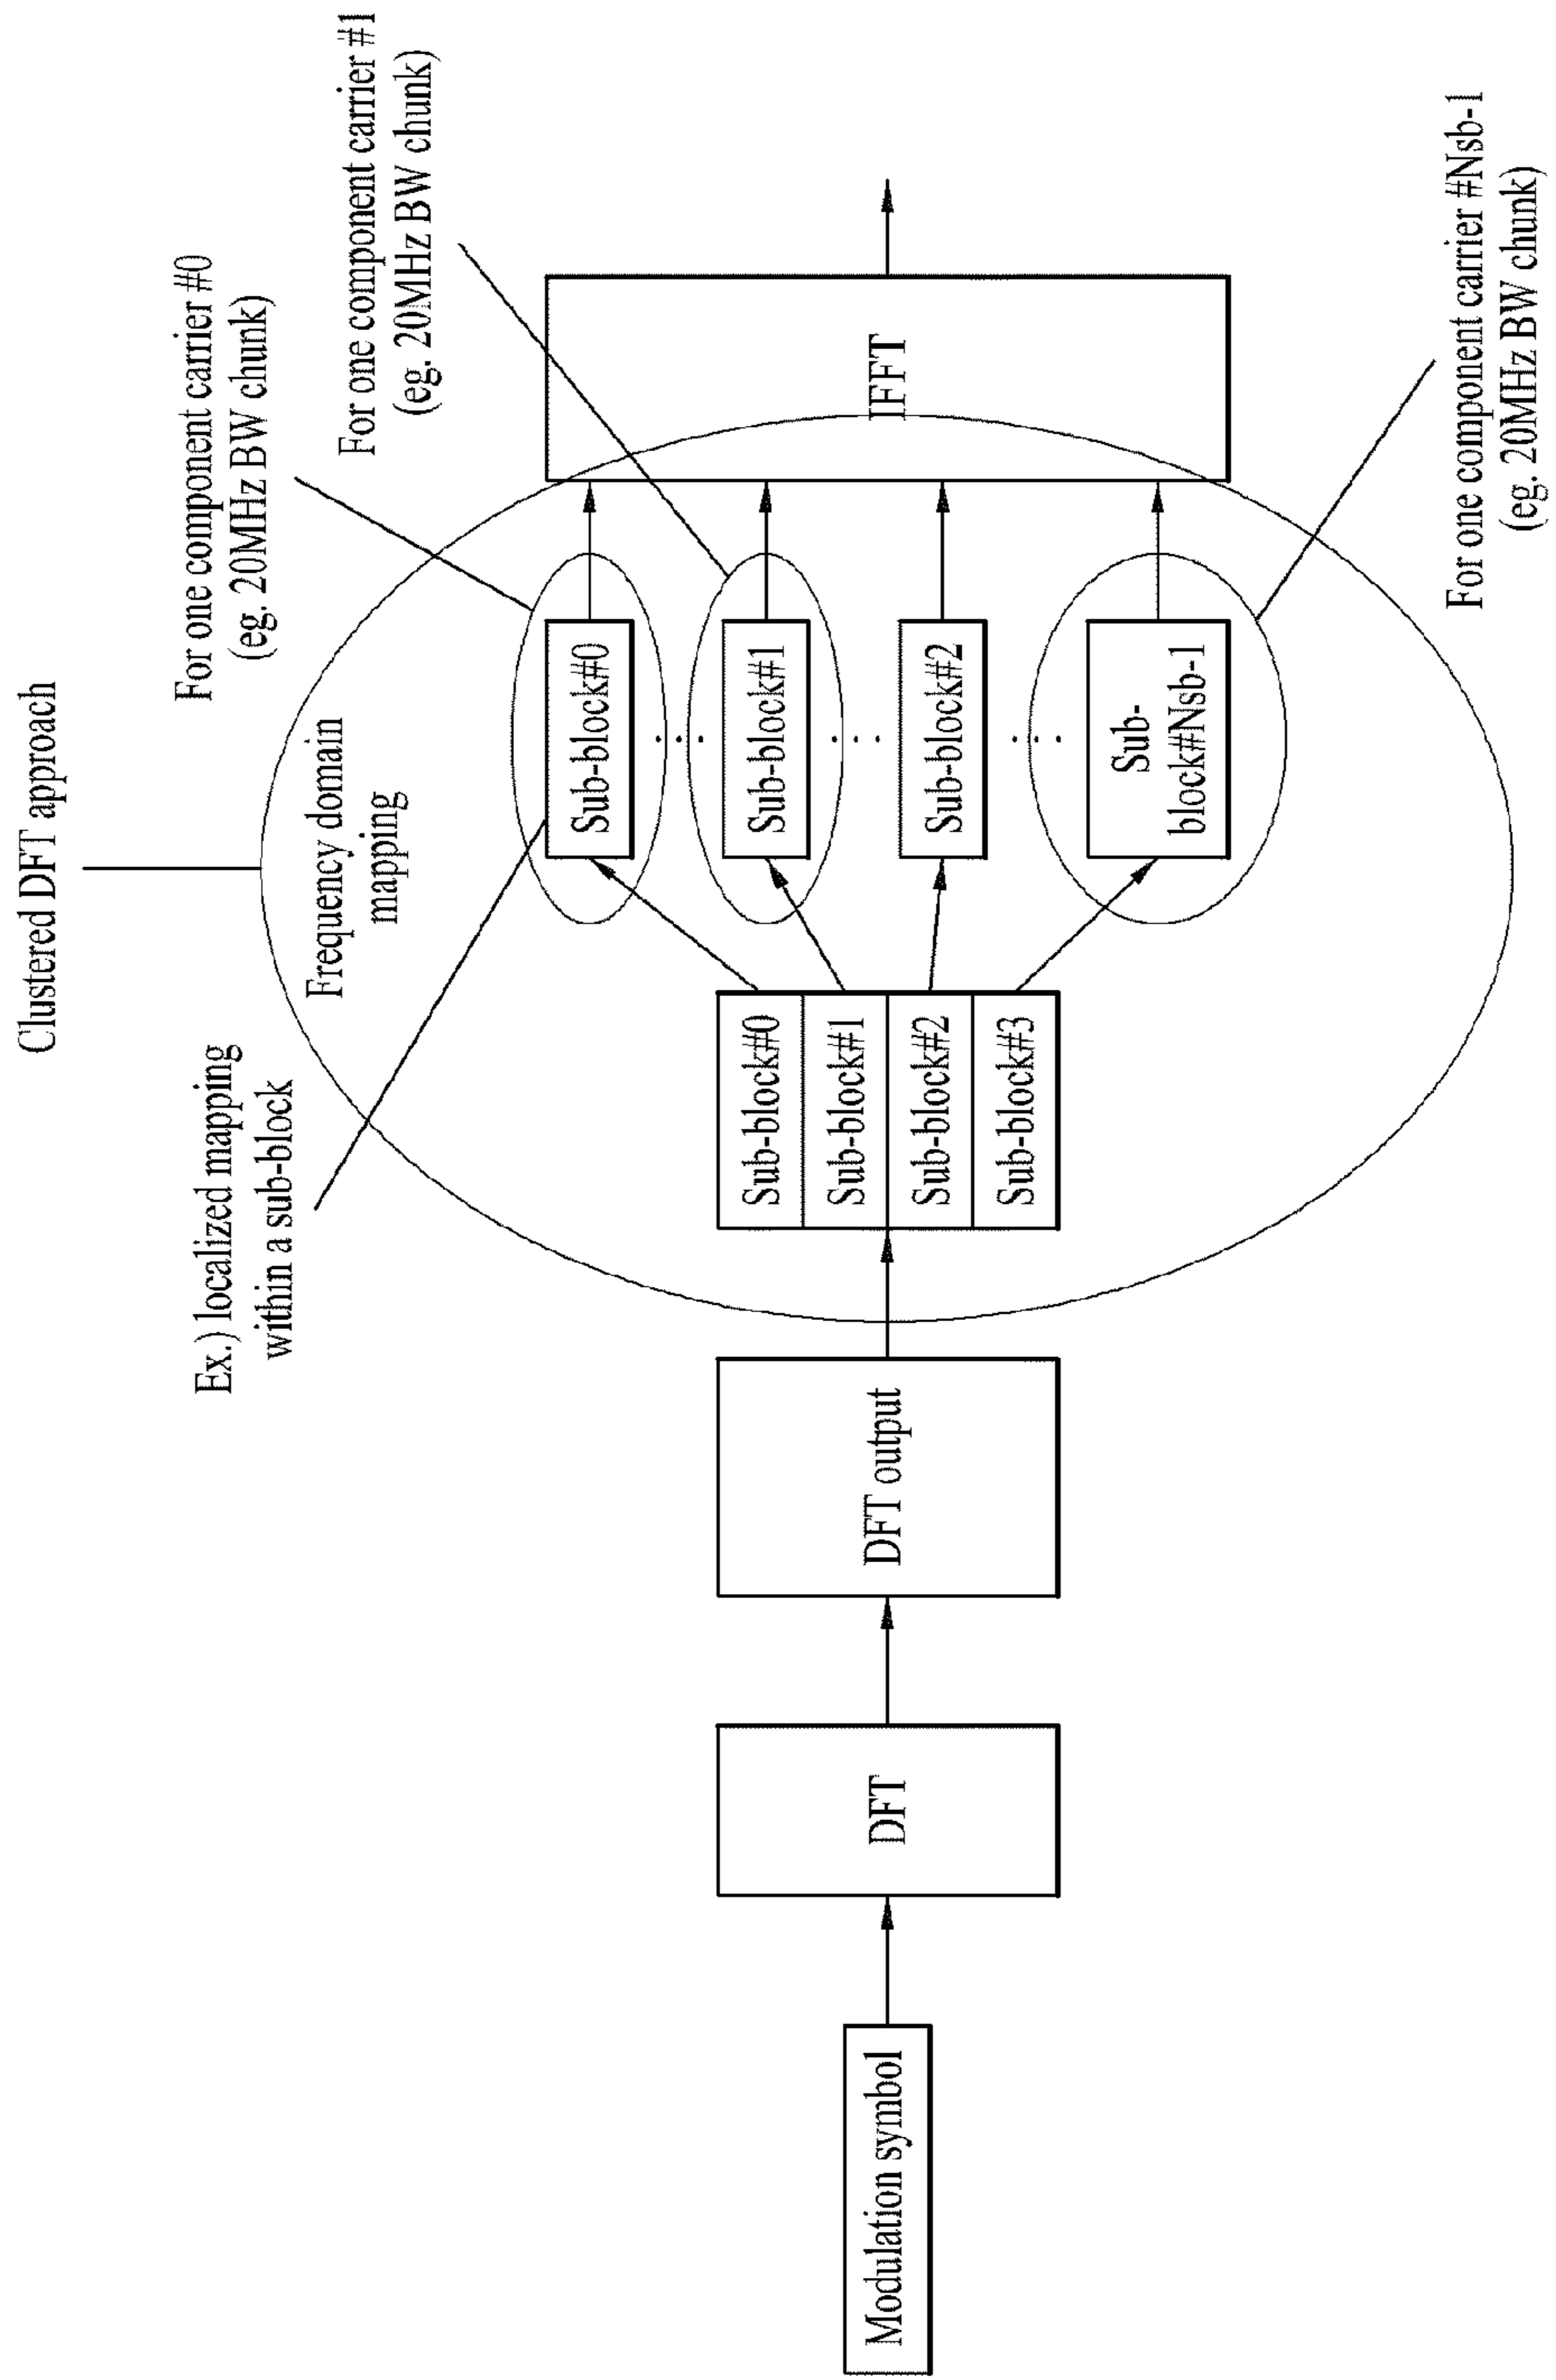 Clustered DFT approach
For one component carrier #0
(eg. 20MHz BW chunk)
For one component carrier #1
(eg. 20MHz BW chunk)
Ex.) localized mapping
within a sub-block
Frequency domain
mapping
Modulation symbol
DFT
DFT output
Sub-block#0
Sub-block#1
Sub-block#2
Sub-block#3
Sub-block#0
Sub-block#1
Sub-block#2
Sub-
block#Nsb-1
IFFT
For one component carrier #Nsb-1
(eg. 20MHz BW chunk)